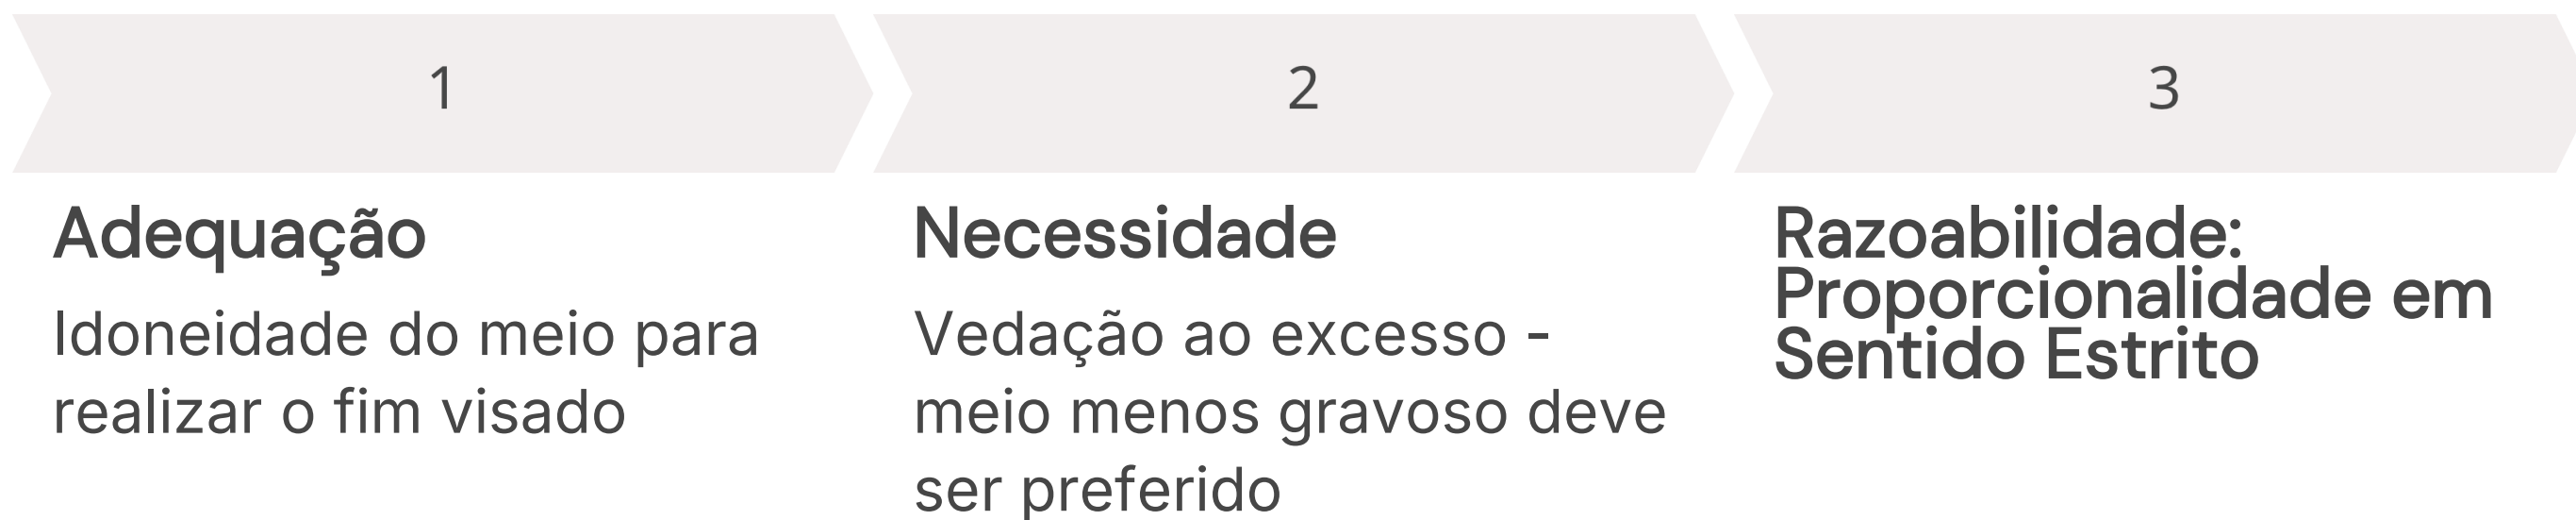 1
Adequação
Idoneidade do meio para
realizar o fim visado
2
Necessidade
Vedação ao excesso -
meio menos gravoso deve
ser preferido
3
Razoabilidade:
Proporcionalidade em
Sentido Estrito